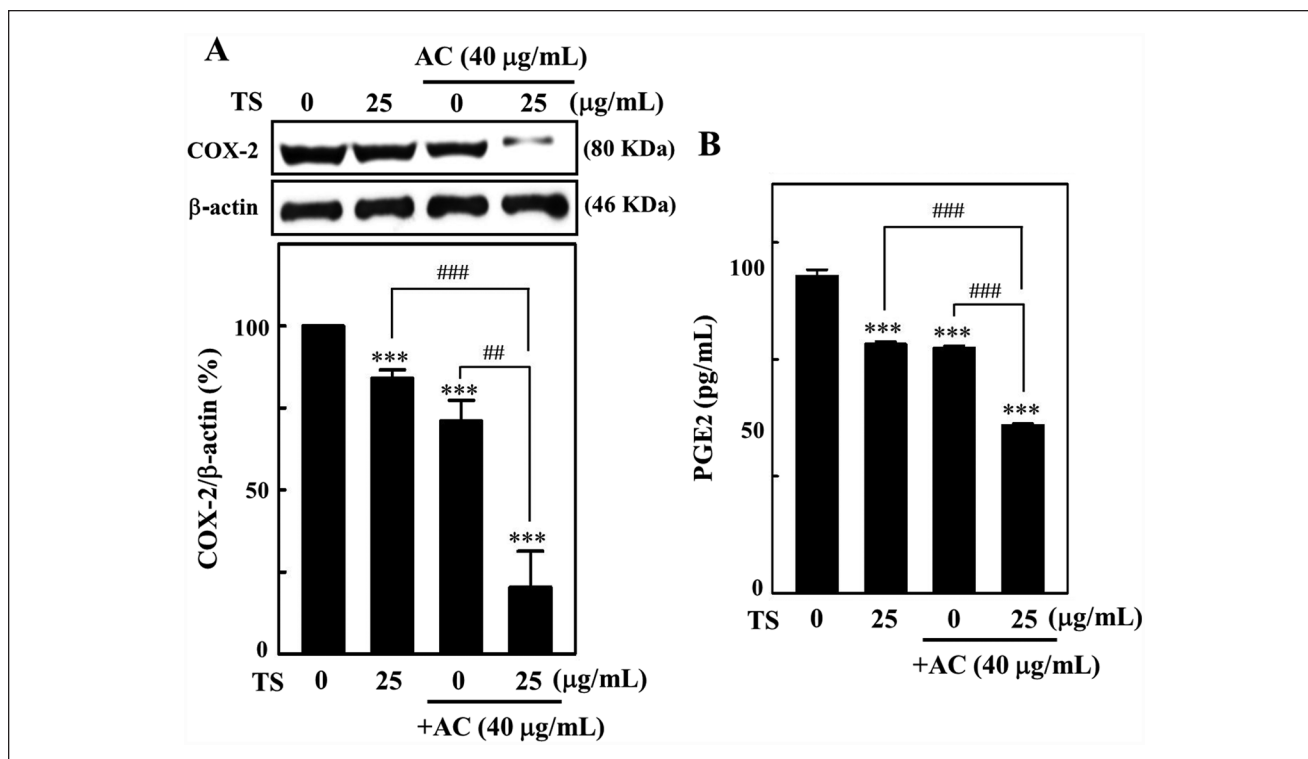 A
AC (40 μg/mL)
TS 0 25 0 25 (μg/mL)
COX-2 (80 KDa)
β-actin (46 KDa)
COX-2/β-actin (%)
100
50
0
###
##
*** *** ***
TS 0 25 0 25 (μg/mL)
+AC (40 μg/mL)
B
PGE2 (pg/mL)
100
50
0
###
###
*** *** ***
TS 0 25 0 25 (μg/mL)
+AC (40 μg/mL)